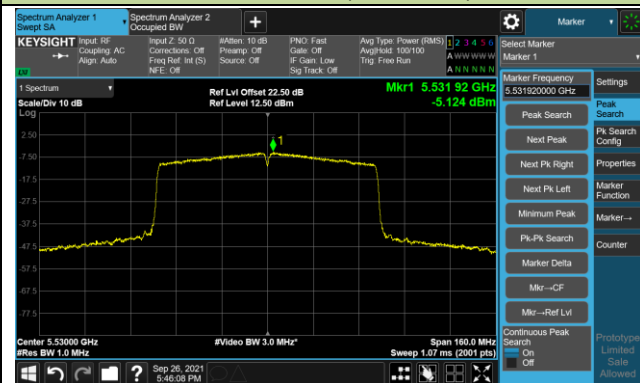 Spectrum Analyzer 1
Swept SA
Spectrum Analyzer 2
Occupied BW
+
Marker
KEYSIGHT
Input: RF
Coupling: AC
Align: Auto
Input Z: 50 Ω
Corrections: Off
Freq Ref: Int (S)
NFE: Off
#Atten: 10 dB
Preamp: Off
Source: Off
PNO: Fast
Gate: Off
IF Gain: Low
Sig Track: Off
Avg Type: Power (RMS)
Avg|Hold: 100/100
Trig: Free Run
1 2 3 4 5 6
A W W W W W
A N N N N N
LXI
Select Marker
Marker 1
1 Spectrum
Scale/Div 10 dB
Log
Ref Lvl Offset 22.50 dB
Ref Level 12.50 dBm
Mkr1 5.531 92 GHz
-5.124 dBm
2.50
-7.50
-17.5
-27.5
-37.5
-47.5
-57.5
-67.5
-77.5
1
Center 5.53000 GHz
#Res BW 1.0 MHz
#Video BW 3.0 MHz*
Span 160.0 MHz
Sweep 1.07 ms (2001 pts)
Marker Frequency
5.531920000 GHz
Peak Search
Next Peak
Next Pk Right
Next Pk Left
Minimum Peak
Pk-Pk Search
Marker Delta
Mkr→CF
Mkr→Ref Lvl
Continuous Peak
Search
On
Off
Settings
Peak
Search
Pk Search
Config
Properties
Marker
Function
Marker→
Counter
Prototype
Limited
Sale
Allowed
?
Sep 26, 2021
5:46:08 PM